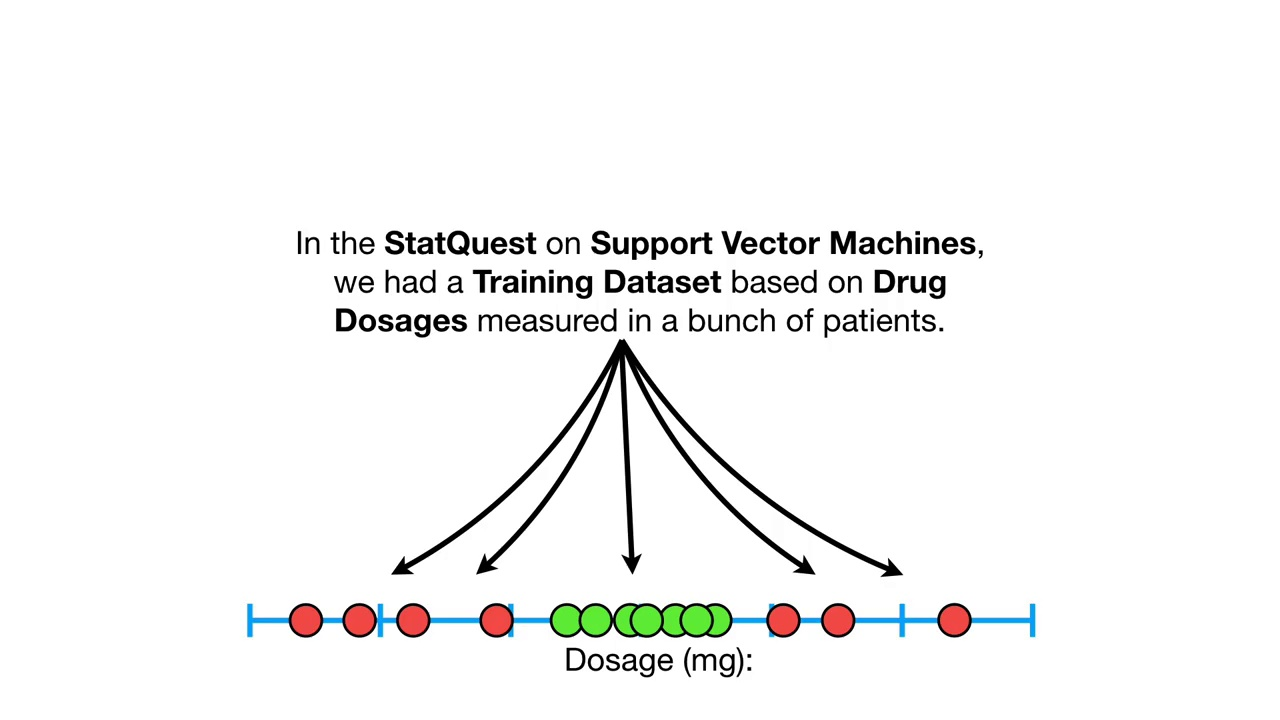 In the StatQuest on Support Vector Machines,
we had a Training Dataset based on Drug
Dosages measured in a bunch of patients.
Dosage (mg):